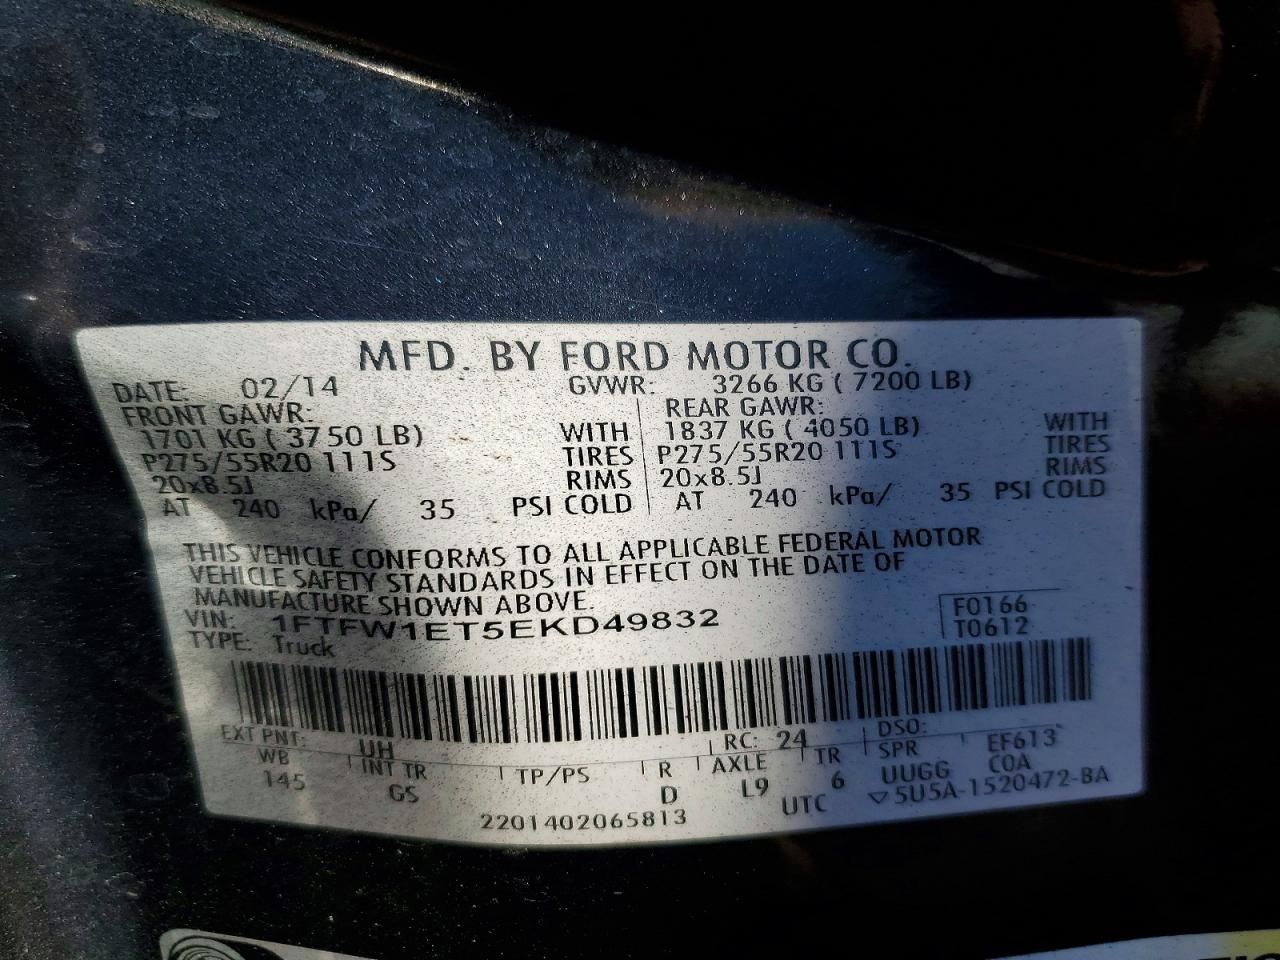 MFD. BY FORD MOTOR CO.
DATE: 02/14 GVWR: 3266 KG ( 7200 LB)
FRONT GAWR: REAR GAWR:
1701 KG ( 3750 LB) WITH 1837 KG ( 4050 LB) WITH
P275/55R20 111S TIRES P275/55R20 111S TIRES
20x8.5J RIMS 20x8.5J RIMS
AT 240 kPa/ 35 PSI COLD AT 240 kPa/ 35 PSI COLD
THIS VEHICLE CONFORMS TO ALL APPLICABLE FEDERAL MOTOR
VEHICLE SAFETY STANDARDS IN EFFECT ON THE DATE OF
MANUFACTURE SHOWN ABOVE.
VIN: 1FTFW1ET5EKD49832 F0166
TYPE: Truck T0612
EXT PNT: UH RC: 24 DSO: EF613
WB INT TR TP/PS R AXLE TR SPR COA
145 GS D L9 6 UUGG
2201402065813 UTC ▽5U5A-1520472-BA